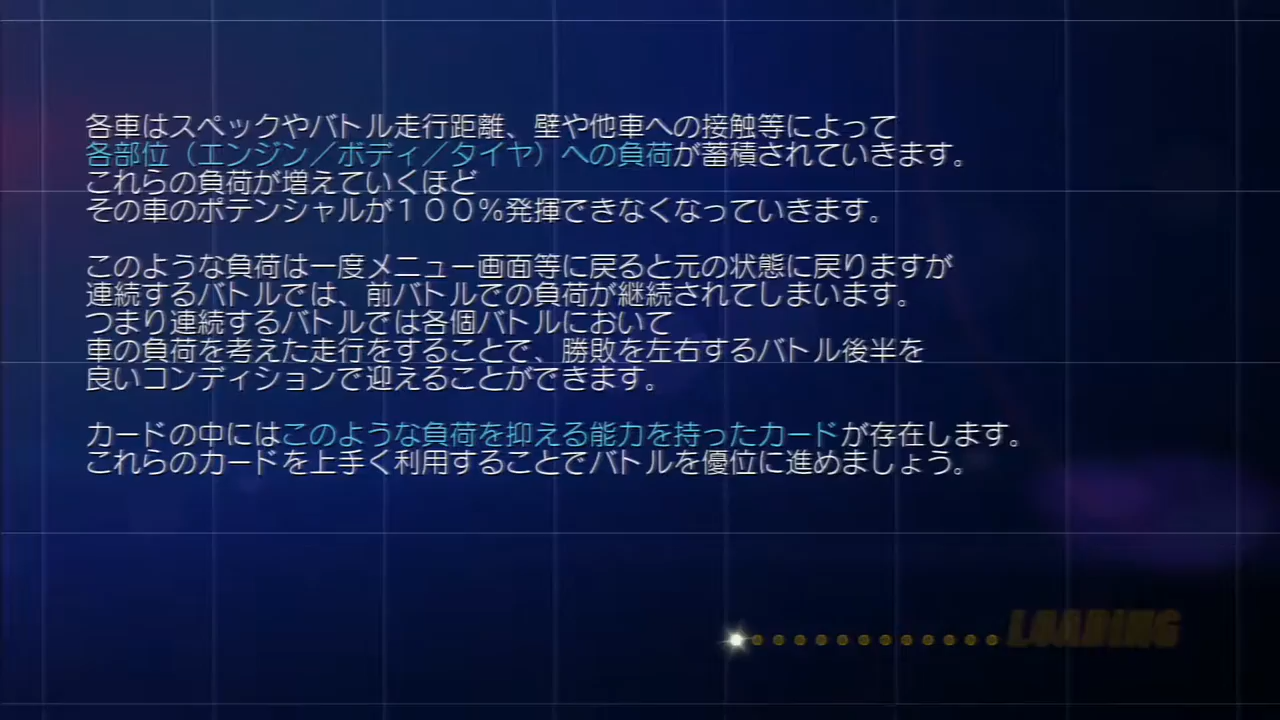 各車はスペックやバトル走行距離、壁や他車への接触等によって
各部位（エンジン／ボディ／タイヤ）への負荷が蓄積されていきます。
これらの負荷が増えていくほど
その車のポテンシャルが１００％発揮できなくなっていきます。
このような負荷は一度メニュー画面等に戻ると元の状態に戻りますが
連続するバトルでは、前バトルでの負荷が継続されてしまいます。
つまり連続するバトルでは各個バトルにおいて
車の負荷を考えた走行をすることで、勝敗を左右するバトル後半を
良いコンディションで迎えることができます。
カードの中にはこのような負荷を抑える能力を持ったカードが存在します。
これらのカードを上手く利用することでバトルを優位に進めましょう。
LOADING